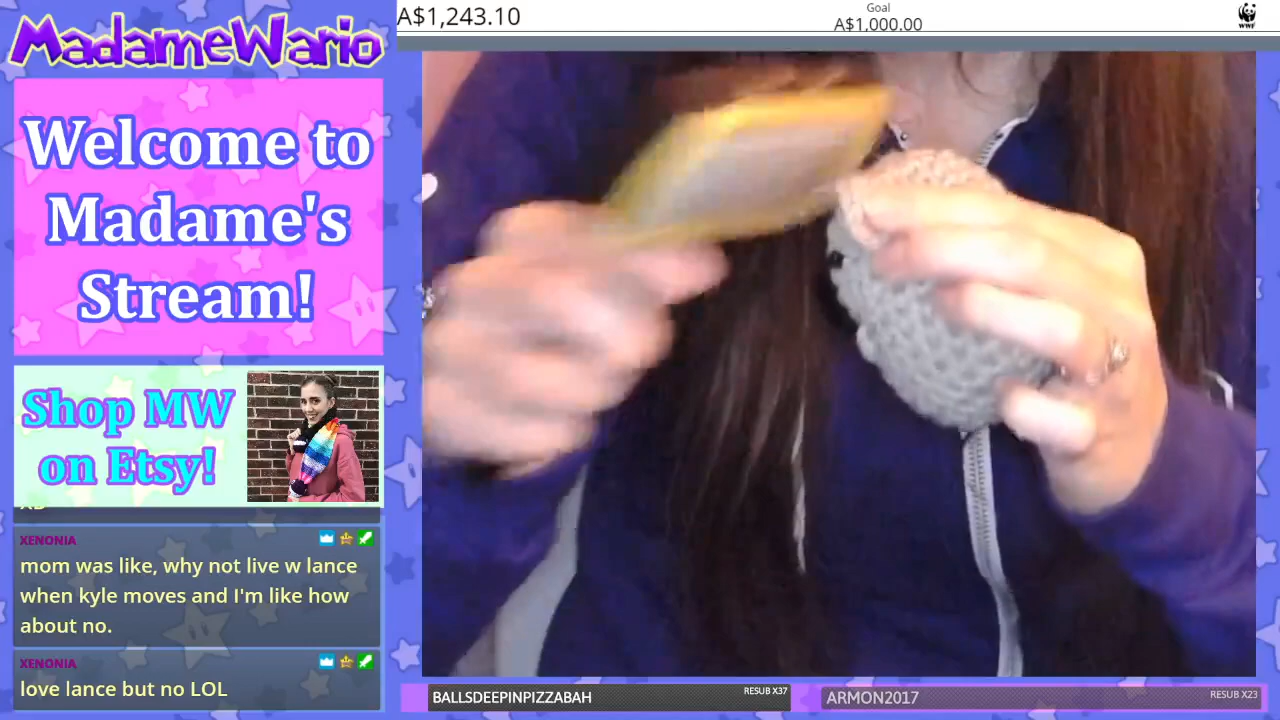 A$1,243.10
Goal
A$1,000.00
WWF
MadameWario
Welcome to
Madame's
Stream!
Shop MW
on Etsy!
XENONIA
mom was like, why not live w lance
when kyle moves and I'm like how
about no.
XENONIA
love lance but no LOL
BALLSDEEPINPIZZABAH
RESUB X37
ARMON2017
RESUB X23